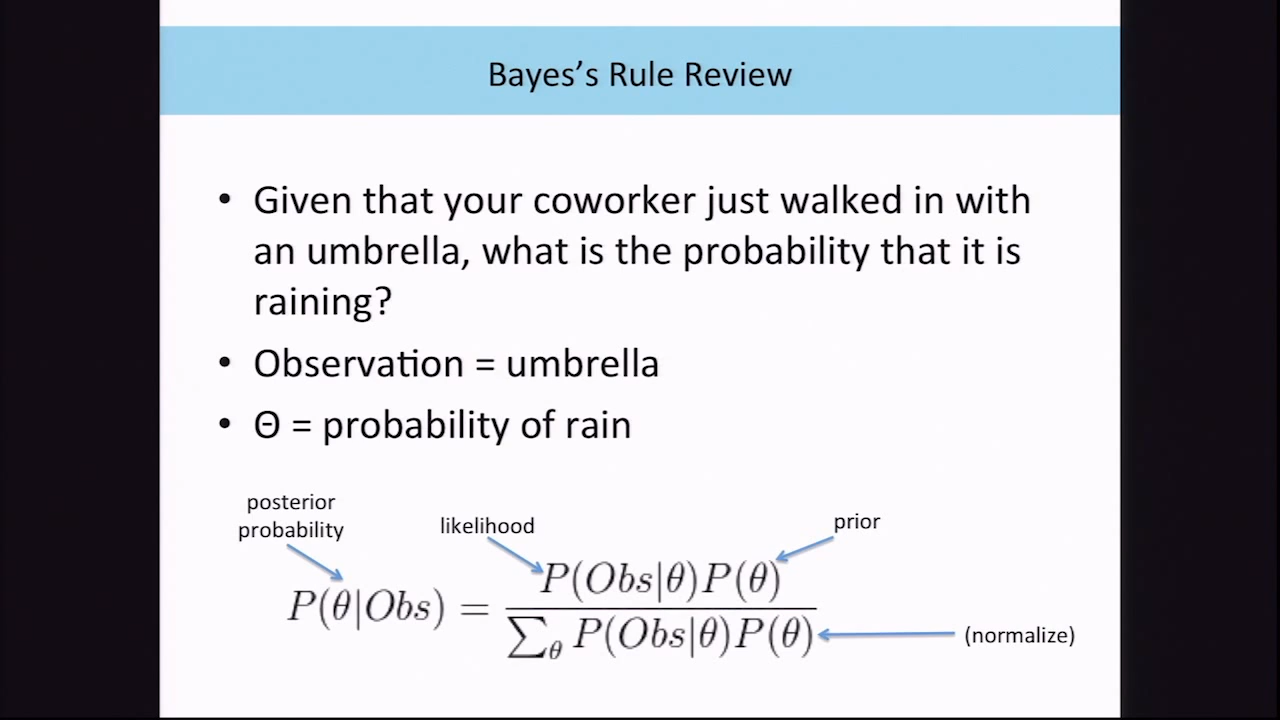 Bayes’s Rule Review
• Given that your coworker just walked in with
an umbrella, what is the probability that it is
raining?
• Observation = umbrella
• Θ = probability of rain
posterior
probability
likelihood
prior
P(θ|Obs) = P(Obs|θ)P(θ)
∑θ P(Obs|θ)P(θ)
(normalize)